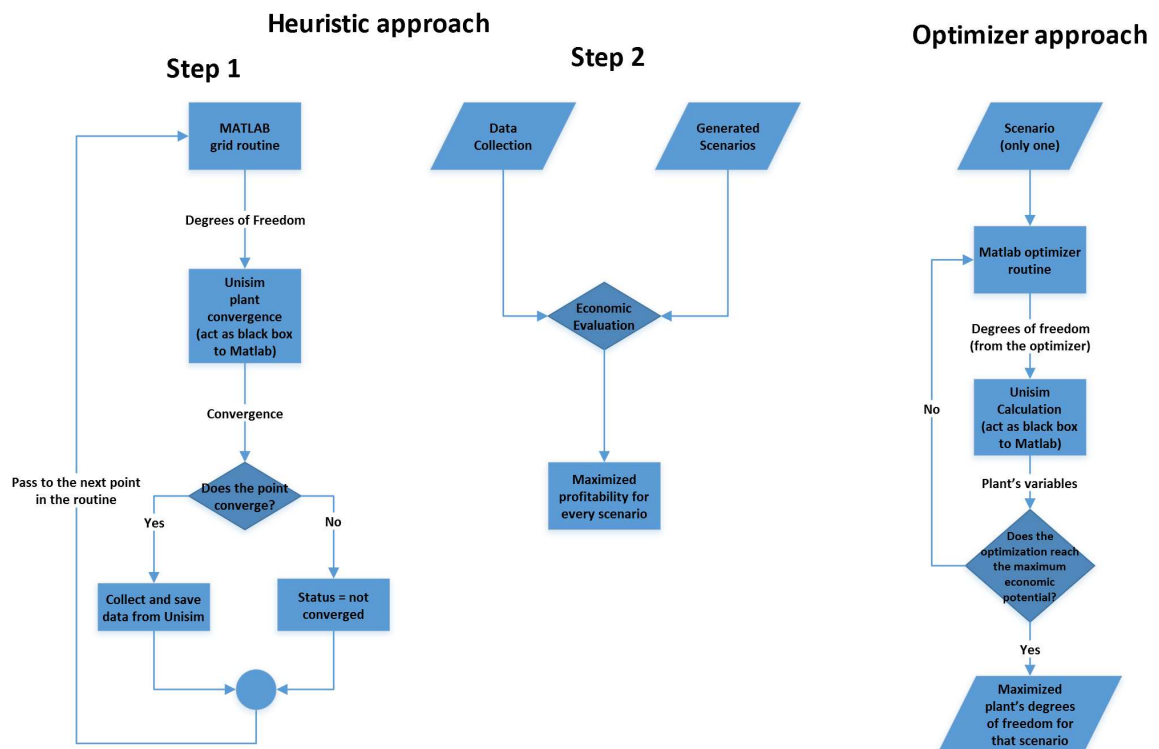 Heuristic approach
Step 1
MATLAB
grid routine
Degrees of Freedom
Unisim
plant
convergence
(act as black box
to Matlab)
Convergence
Does the point
converge?
Yes
No
Collect and save
data from Unisim
Status = not
converged
Pass to the next point
in the routine
Step 2
Data
Collection
Generated
Scenarios
Economic
Evaluation
Maximized
profitability for
every scenario
Optimizer approach
Scenario
(only one)
Matlab optimizer
routine
Degrees of freedom
(from the optimizer)
Unisim
Calculation
(act as black box
to Matlab)
Plant's variables
Does the
optimization reach
the maximum
economic
potential?
No
Yes
Maximized
plant's degrees
of freedom for
that scenario